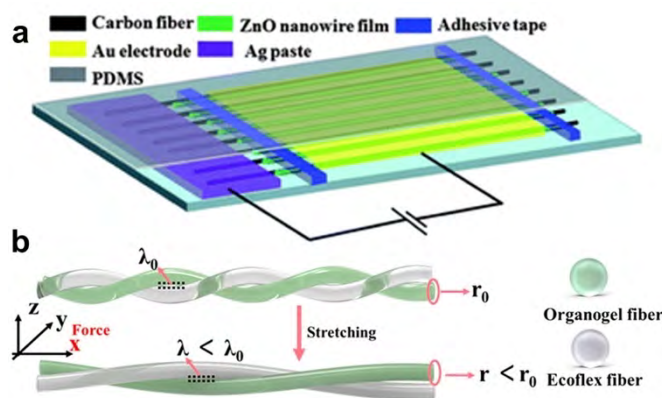 a
Carbon fiber ZnO nanowire film Adhesive tape
Au electrode Ag paste
PDMS
b
λ₀
r₀
Organogel fiber
z
y
Force
x
Stretching
λ < λ₀
r < r₀
Ecoflex fiber